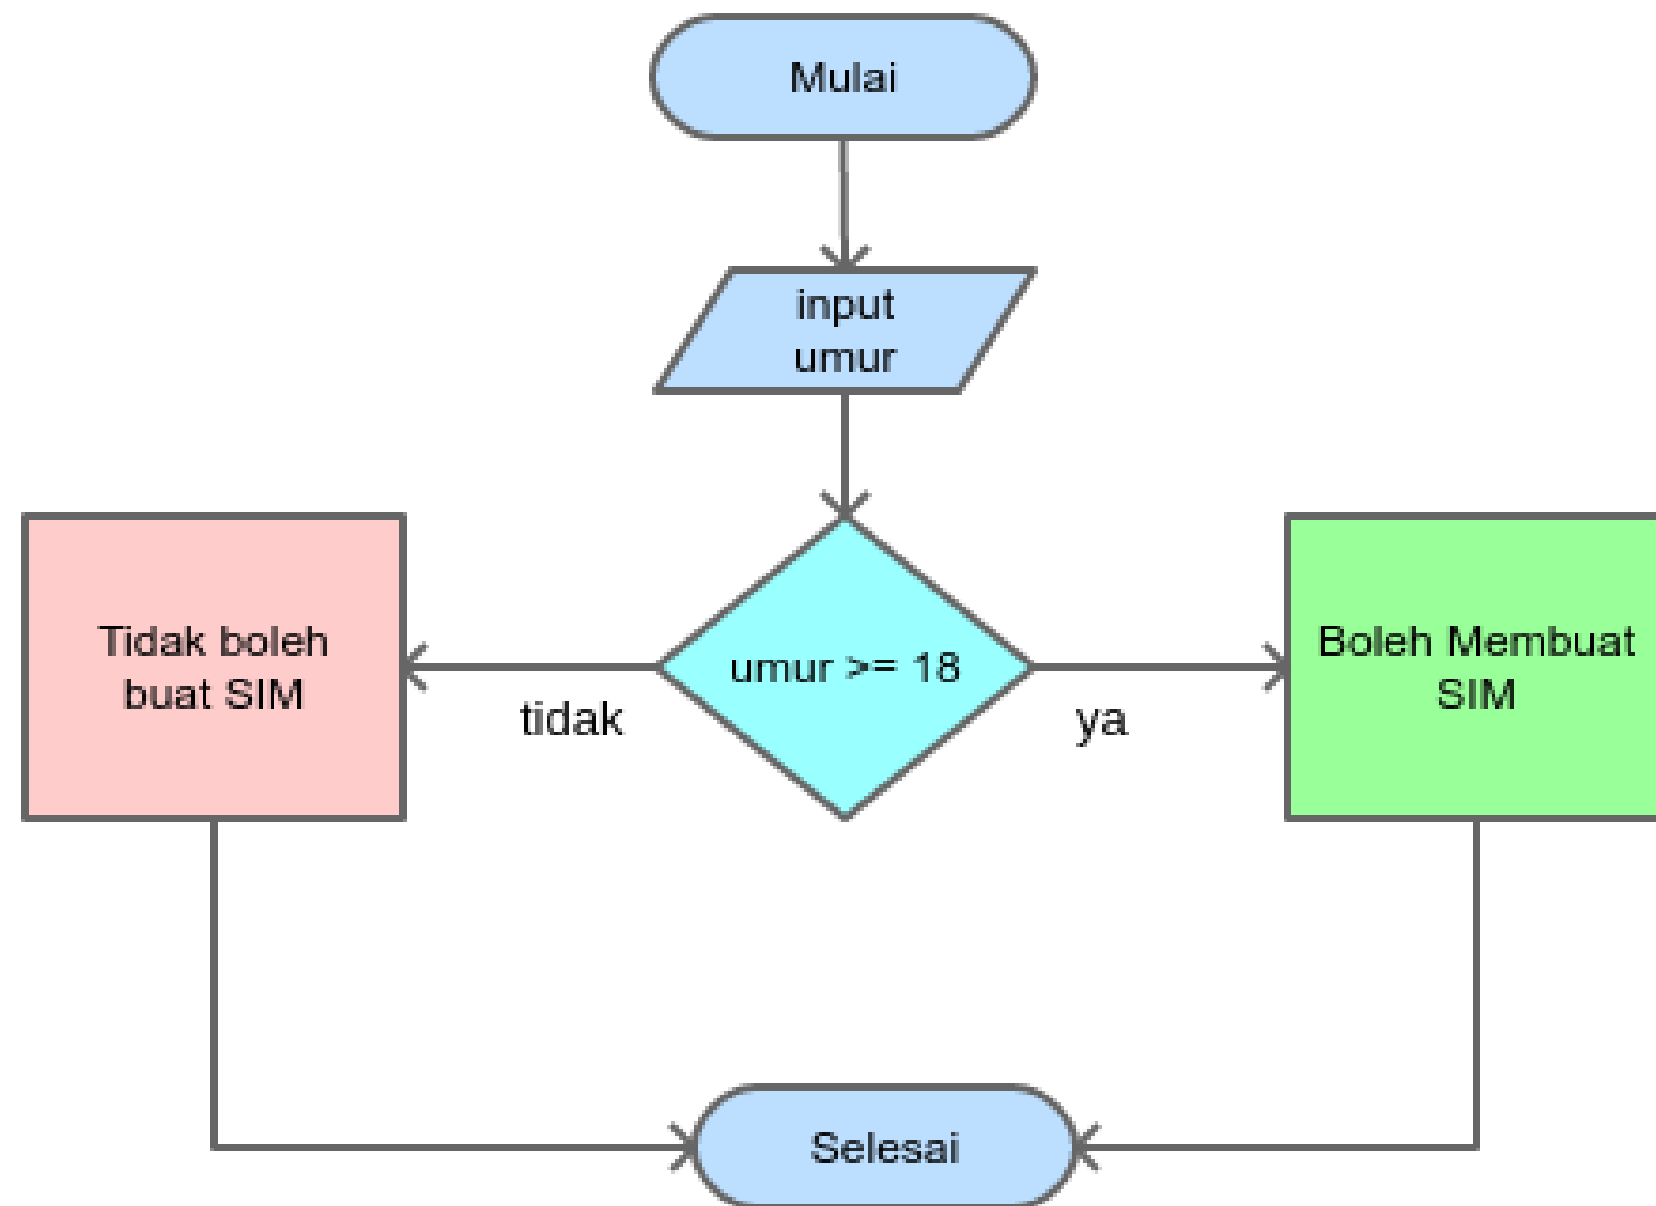 Mulai
input
umur
umur >= 18
tidak
ya
Tidak boleh
buat SIM
Boleh Membuat
SIM
Selesai